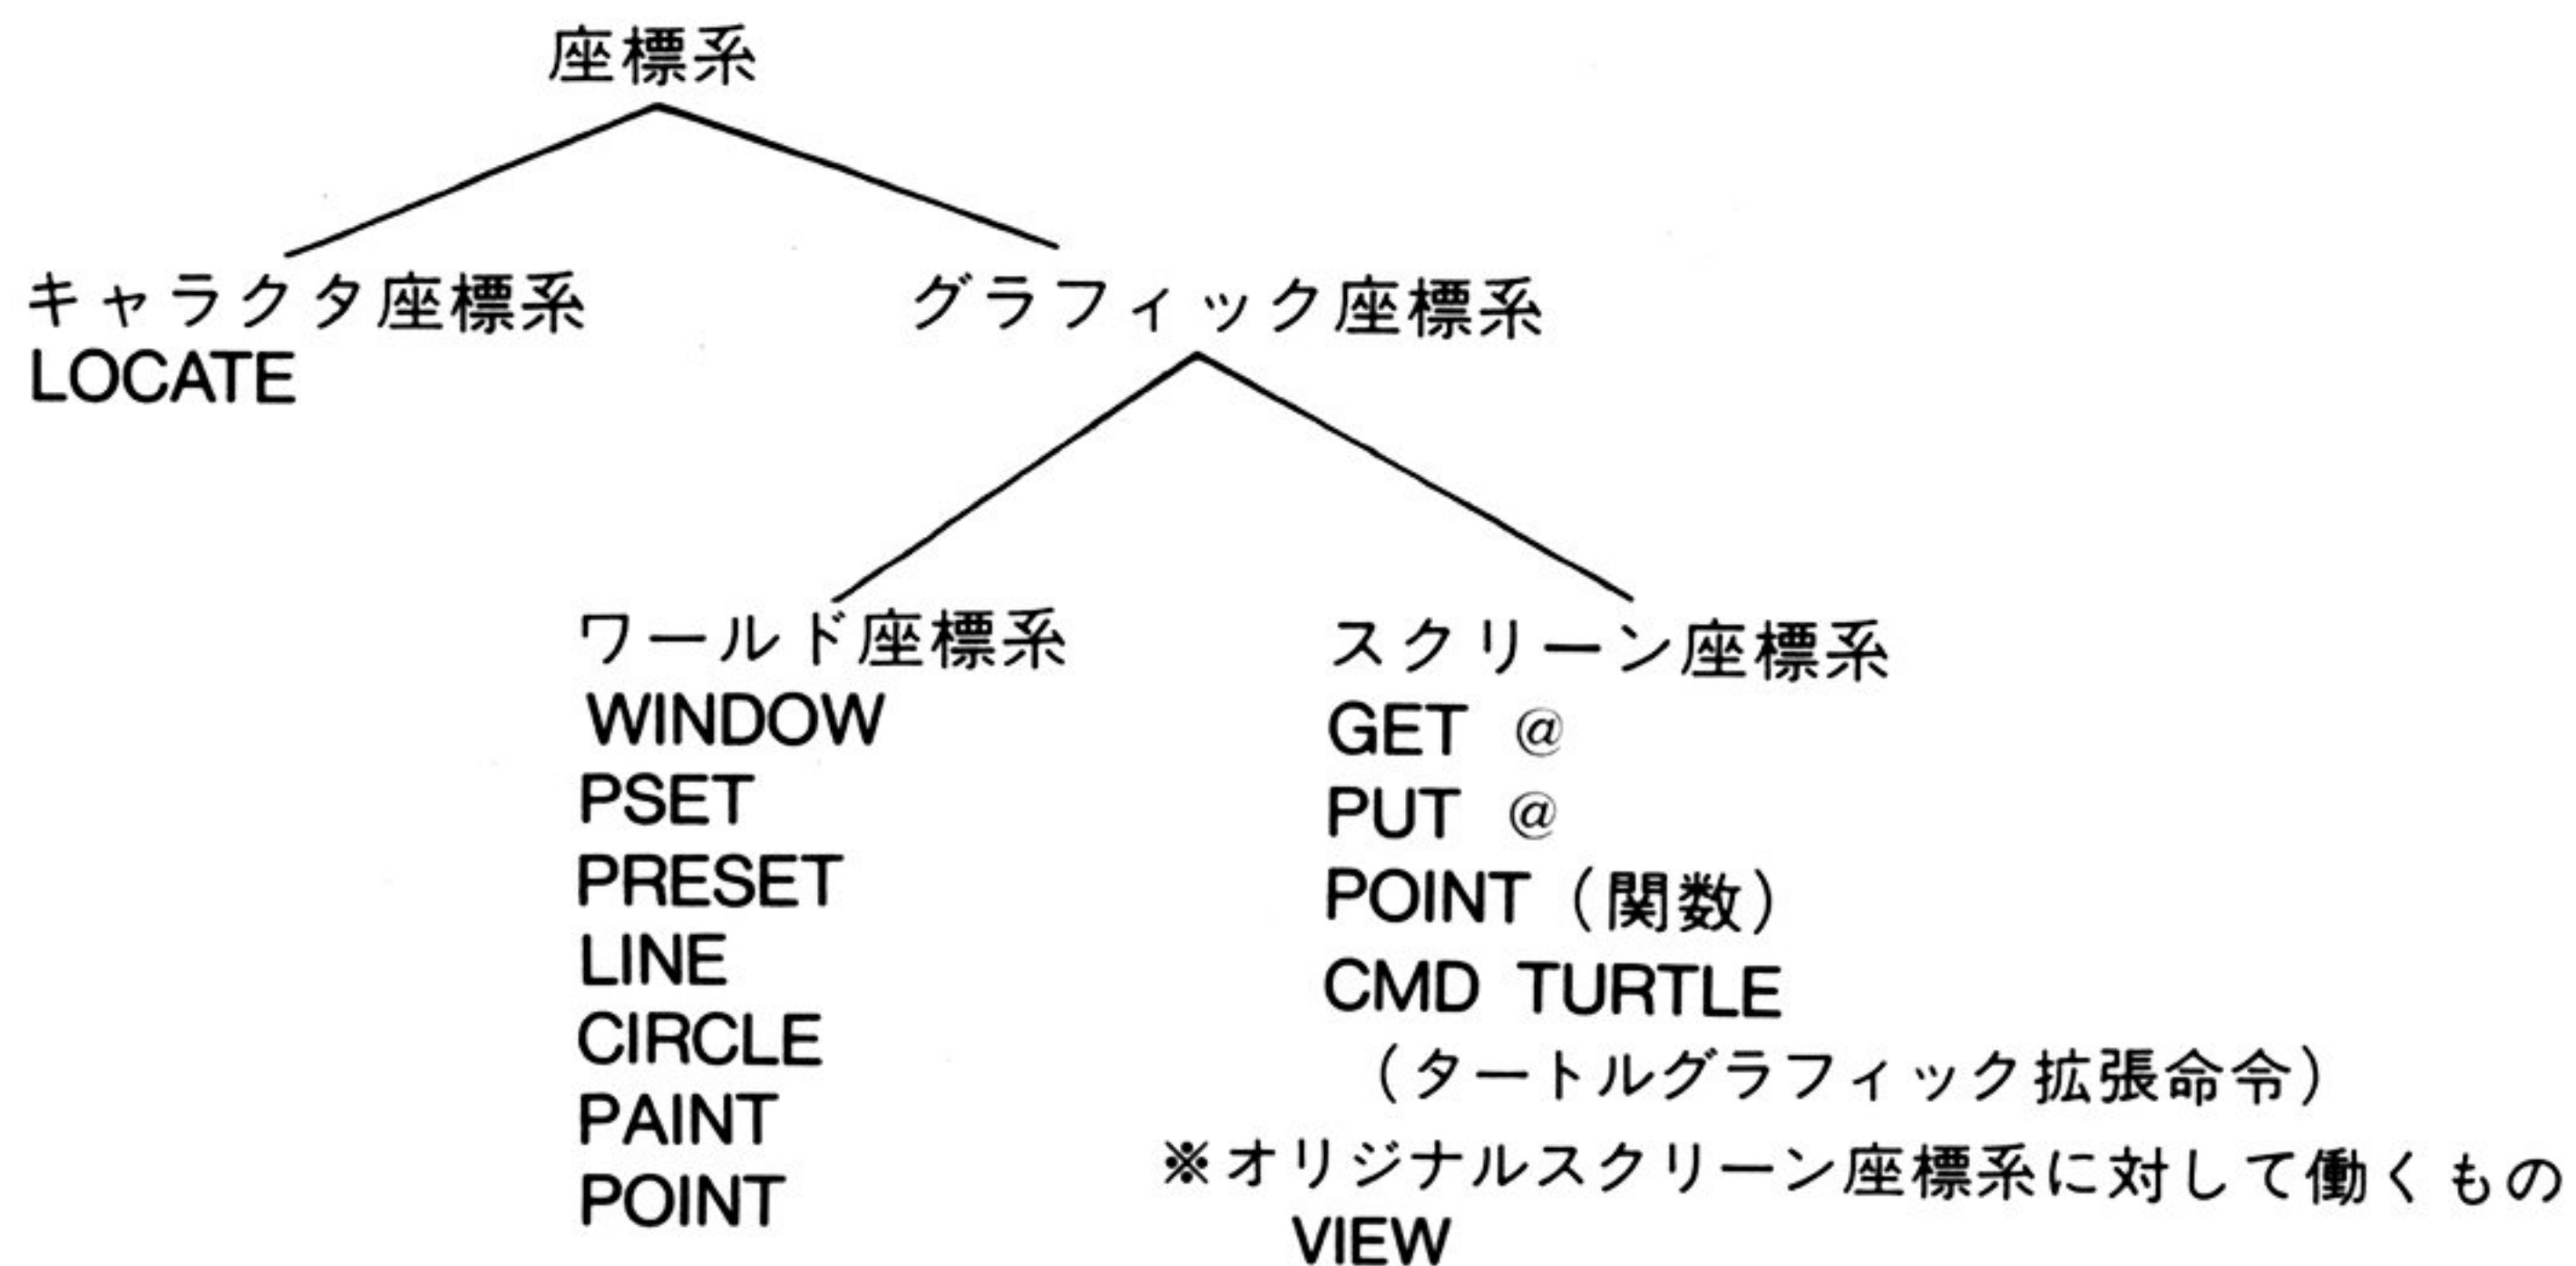 座標系
キャラクタ座標系
LOCATE
グラフィック座標系
ワールド座標系
WINDOW
PSET
PRESET
LINE
CIRCLE
PAINT
POINT
スクリーン座標系
GET @
PUT @
POINT（関数）
CMD TURTLE
（タートルグラフィック拡張命令）
※オリジナルスクリーン座標系に対して働くもの
VIEW